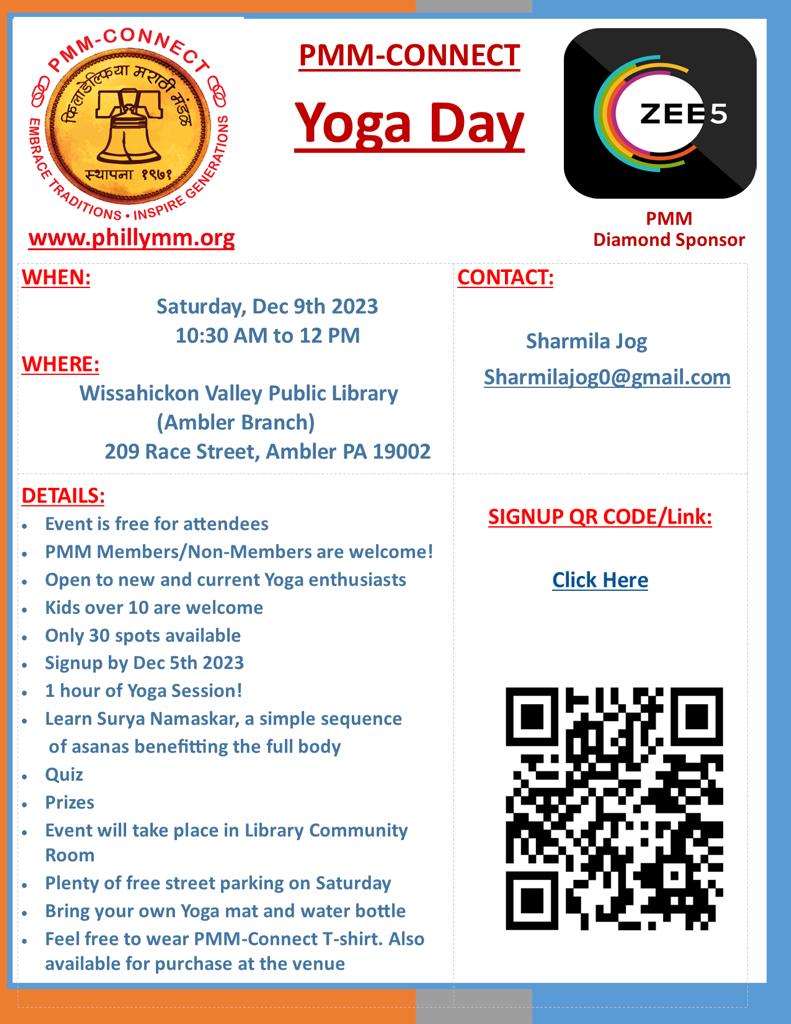 PMM-CONNECT
फिलाडेल्फिया मराठी मंडळ
स्थापना १९७१
EMBRACE TRADITIONS • INSPIRE GENERATIONS
www.phillymm.org
PMM-CONNECT
Yoga Day
ZEE5
PMM
Diamond Sponsor
WHEN:
Saturday, Dec 9th 2023
10:30 AM to 12 PM
WHERE:
Wissahickon Valley Public Library
(Ambler Branch)
209 Race Street, Ambler PA 19002
CONTACT:
Sharmila Jog
Sharmilajog0@gmail.com
DETAILS:
• Event is free for attendees
• PMM Members/Non-Members are welcome!
• Open to new and current Yoga enthusiasts
• Kids over 10 are welcome
• Only 30 spots available
• Signup by Dec 5th 2023
• 1 hour of Yoga Session!
• Learn Surya Namaskar, a simple sequence
of asanas benefitting the full body
• Quiz
• Prizes
• Event will take place in Library Community
Room
• Plenty of free street parking on Saturday
• Bring your own Yoga mat and water bottle
• Feel free to wear PMM-Connect T-shirt. Also
available for purchase at the venue
SIGNUP QR CODE/Link:
Click Here